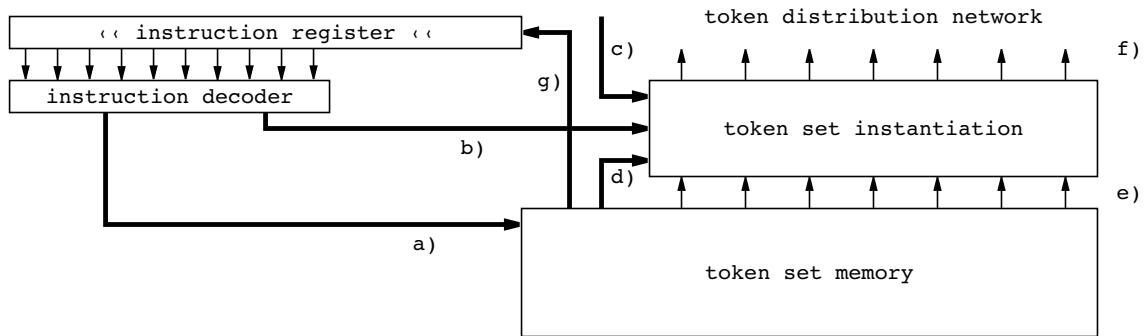 ‹‹ instruction register ‹‹
token distribution network
c)
f)
g)
instruction decoder
token set instantiation
b)
d)
e)
a)
token set memory